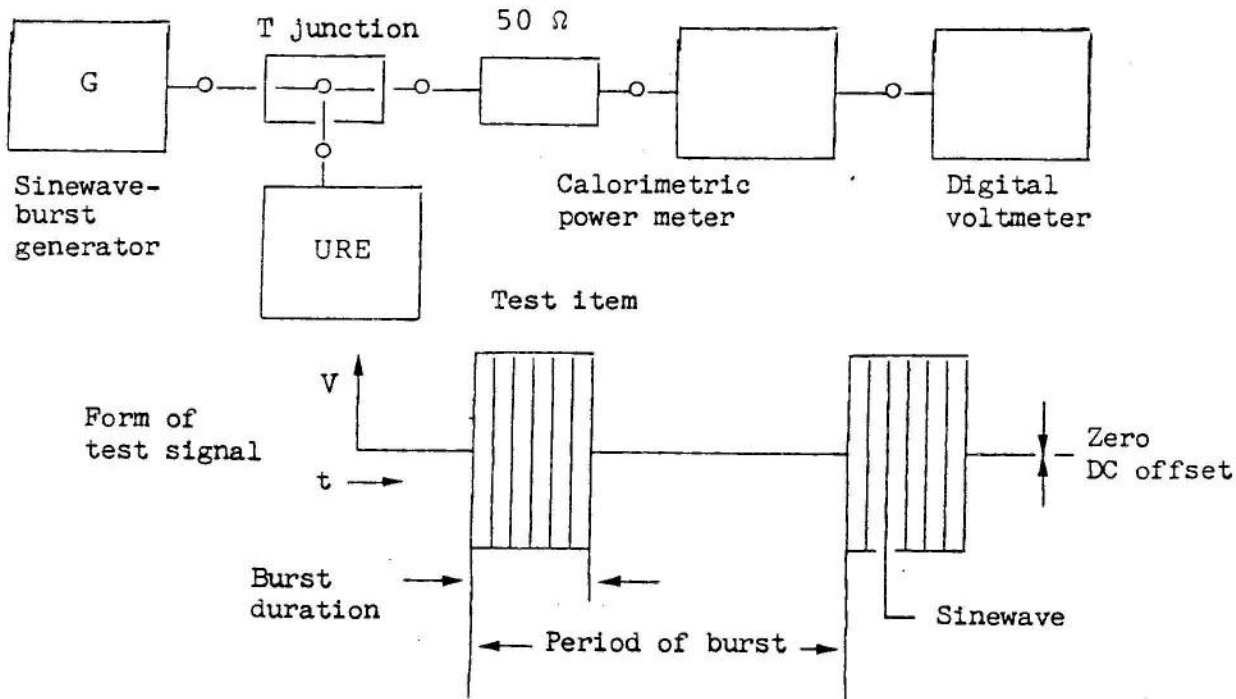 T junction
50 Ω
G
Sinewave-
burst
generator
URE
Calorimetric
power meter
Digital
voltmeter
Test item
V
Form of
test signal
t
Zero
DC offset
Burst
duration
Sinewave
Period of burst